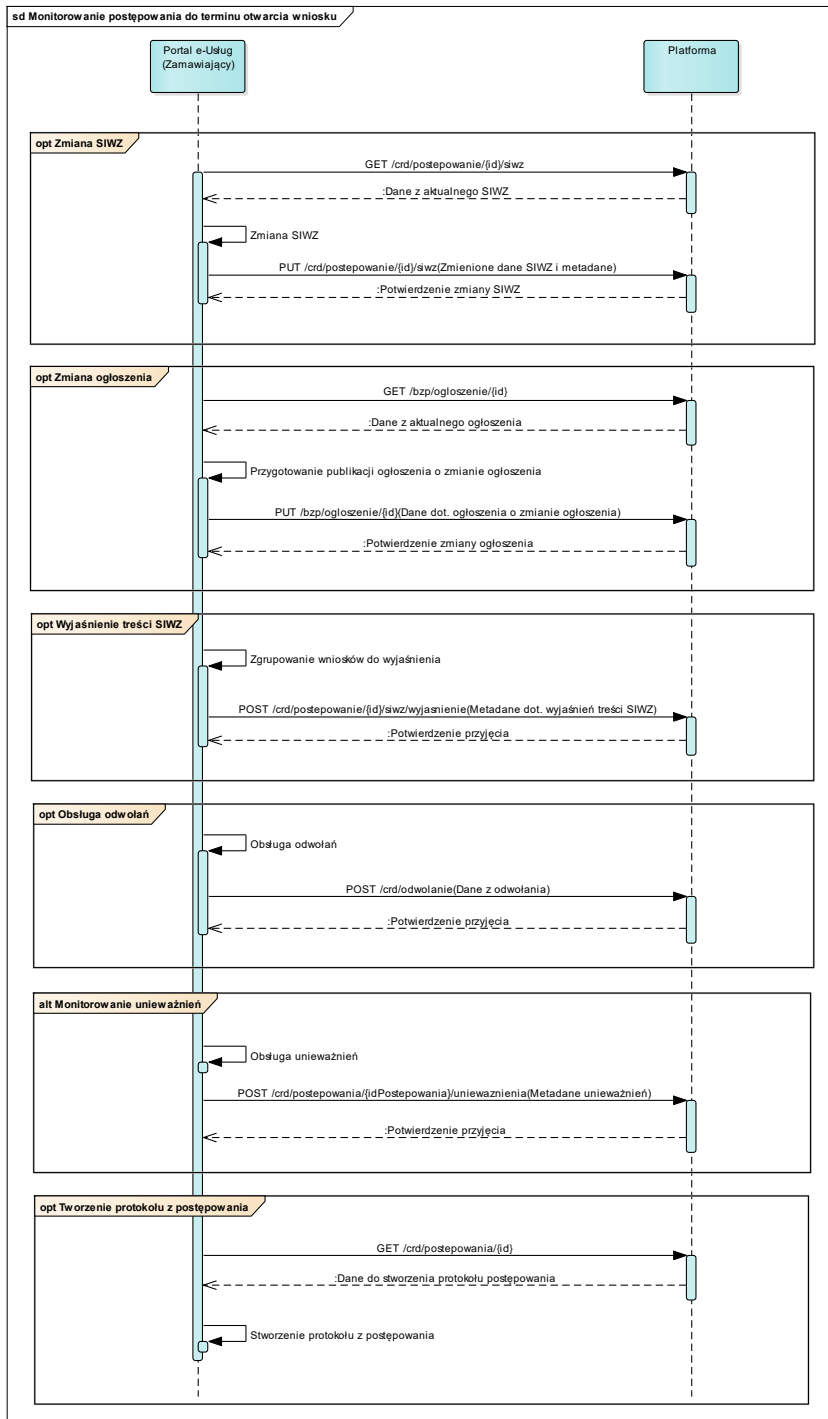 sd Monitorowanie postępowania do terminu otwarcia wniosku
Portal e-Usług
(Zamawiający)
Platforma
opt Zmiana SIWZ
GET /crd/postepowanie/{id}/siwz
:Dane z aktualnego SIWZ
Zmiana SIWZ
PUT /crd/postepowanie/{id}/siwz(Zmienione dane SIWZ i metadane)
:Potwierdzenie zmiany SIWZ
opt Zmiana ogłoszenia
GET /bzp/ogloszenie/{id}
:Dane z aktualnego ogłoszenia
Przygotowanie publikacji ogłoszenia o zmianie ogłoszenia
PUT /bzp/ogloszenie/{id}(Dane dot. ogłoszenia o zmianie ogłoszenia)
:Potwierdzenie zmiany ogłoszenia
opt Wyjaśnienie treści SIWZ
Zgrupowanie wniosków do wyjaśnienia
POST /crd/postepowanie/{id}/siwz/wyjasnienie(Metadane dot. wyjaśnień treści SIWZ)
:Potwierdzenie przyjęcia
opt Obsługa odwołań
Obsługa odwołań
POST /crd/odwolanie(Dane z odwołania)
:Potwierdzenie przyjęcia
alt Monitorowanie unieważnień
Obsługa unieważnień
POST /crd/postepowania/{idPostepowania}/uniewaznienia(Metadane unieważnień)
:Potwierdzenie przyjęcia
opt Tworzenie protokołu z postępowania
GET /crd/postepowania/{id}
:Dane do stworzenia protokołu postępowania
Stworzenie protokołu z postępowania